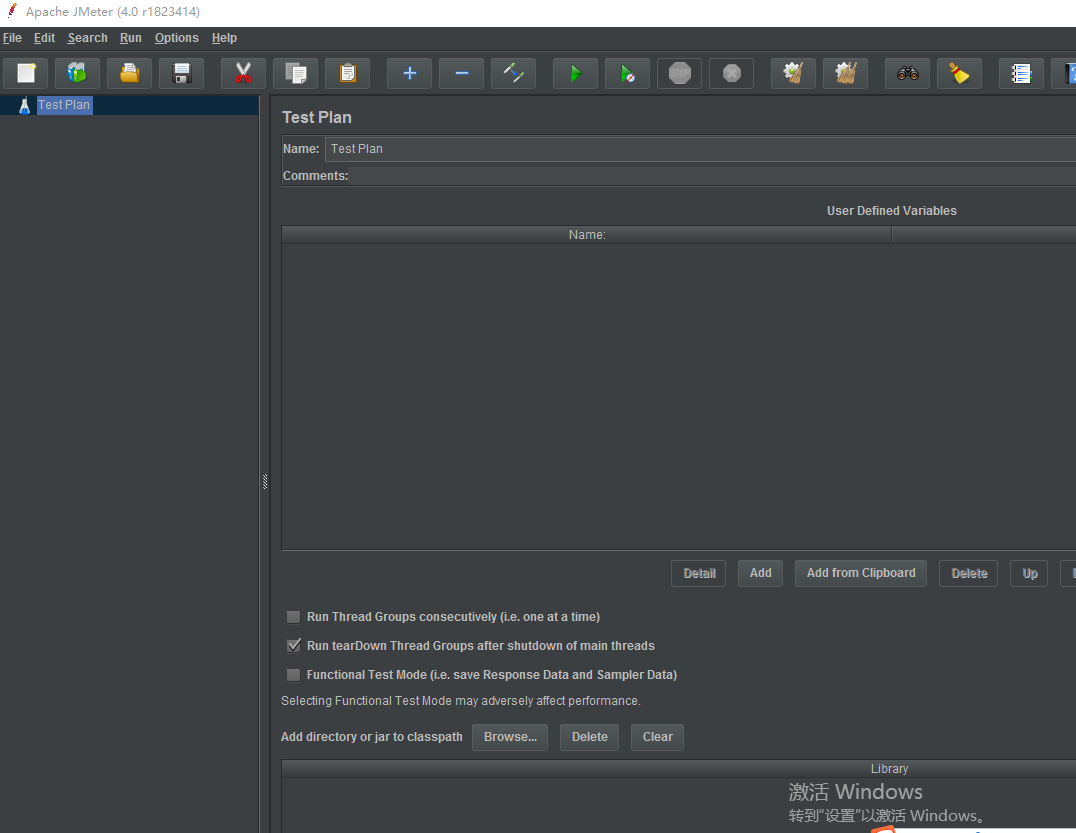 Apache JMeter (4.0 r1823414)
File Edit Search Run Options Help
STOP
Test Plan
Test Plan
Name: Test Plan
Comments:
User Defined Variables
Name:
Detail Add Add from Clipboard Delete Up
Run Thread Groups consecutively (i.e. one at a time)
Run tearDown Thread Groups after shutdown of main threads
Functional Test Mode (i.e. save Response Data and Sampler Data)
Selecting Functional Test Mode may adversely affect performance.
Add directory or jar to classpath Browse... Delete Clear
Library
激活 Windows
转到“设置”以激活 Windows。